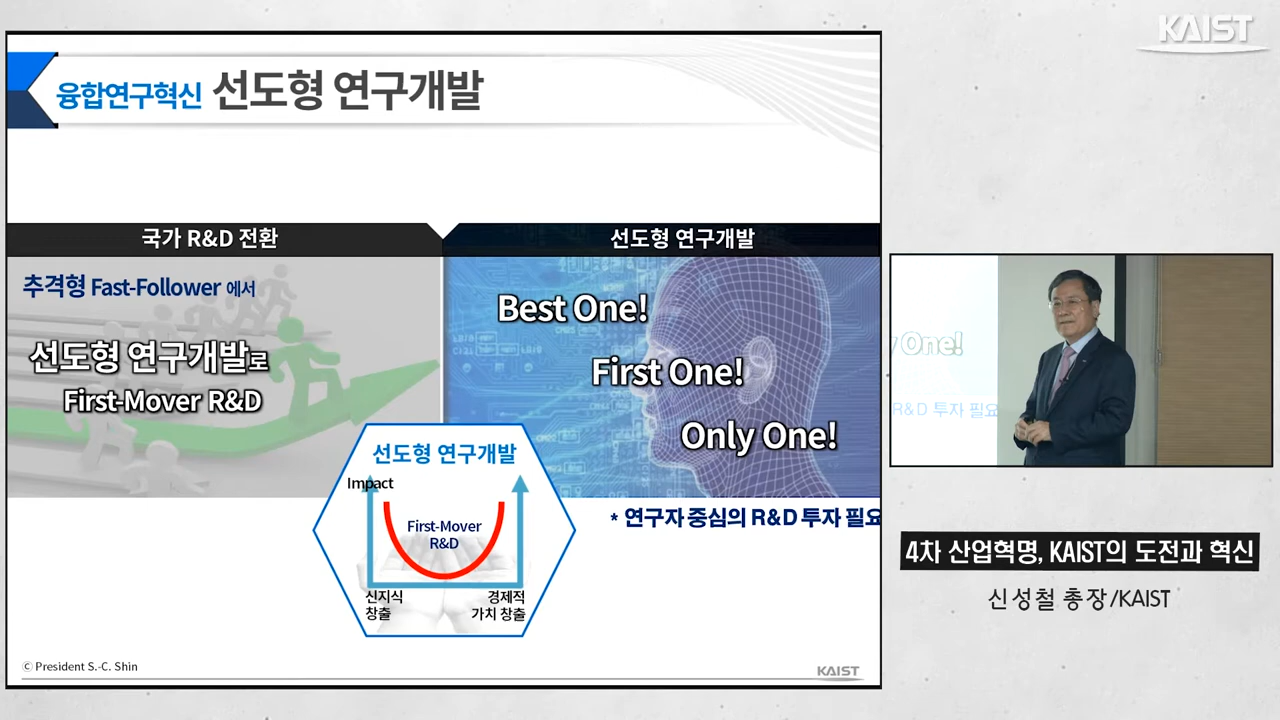 KAIST
융합연구혁신 선도형 연구개발
국가 R&D 전환
추격형 Fast-Follower 에서
선도형 연구개발로
First-Mover R&D
선도형 연구개발
Best One!
First One!
Only One!
선도형 연구개발
Impact
First-Mover
R&D
신지식
창출
경제적
가치 창출
* 연구자 중심의 R&D 투자 필요
ⓒ President S.-C. Shin
KAIST
One!
R&D 투자 필요
4차 산업혁명, KAIST의 도전과 혁신
신성철 총장/KAIST